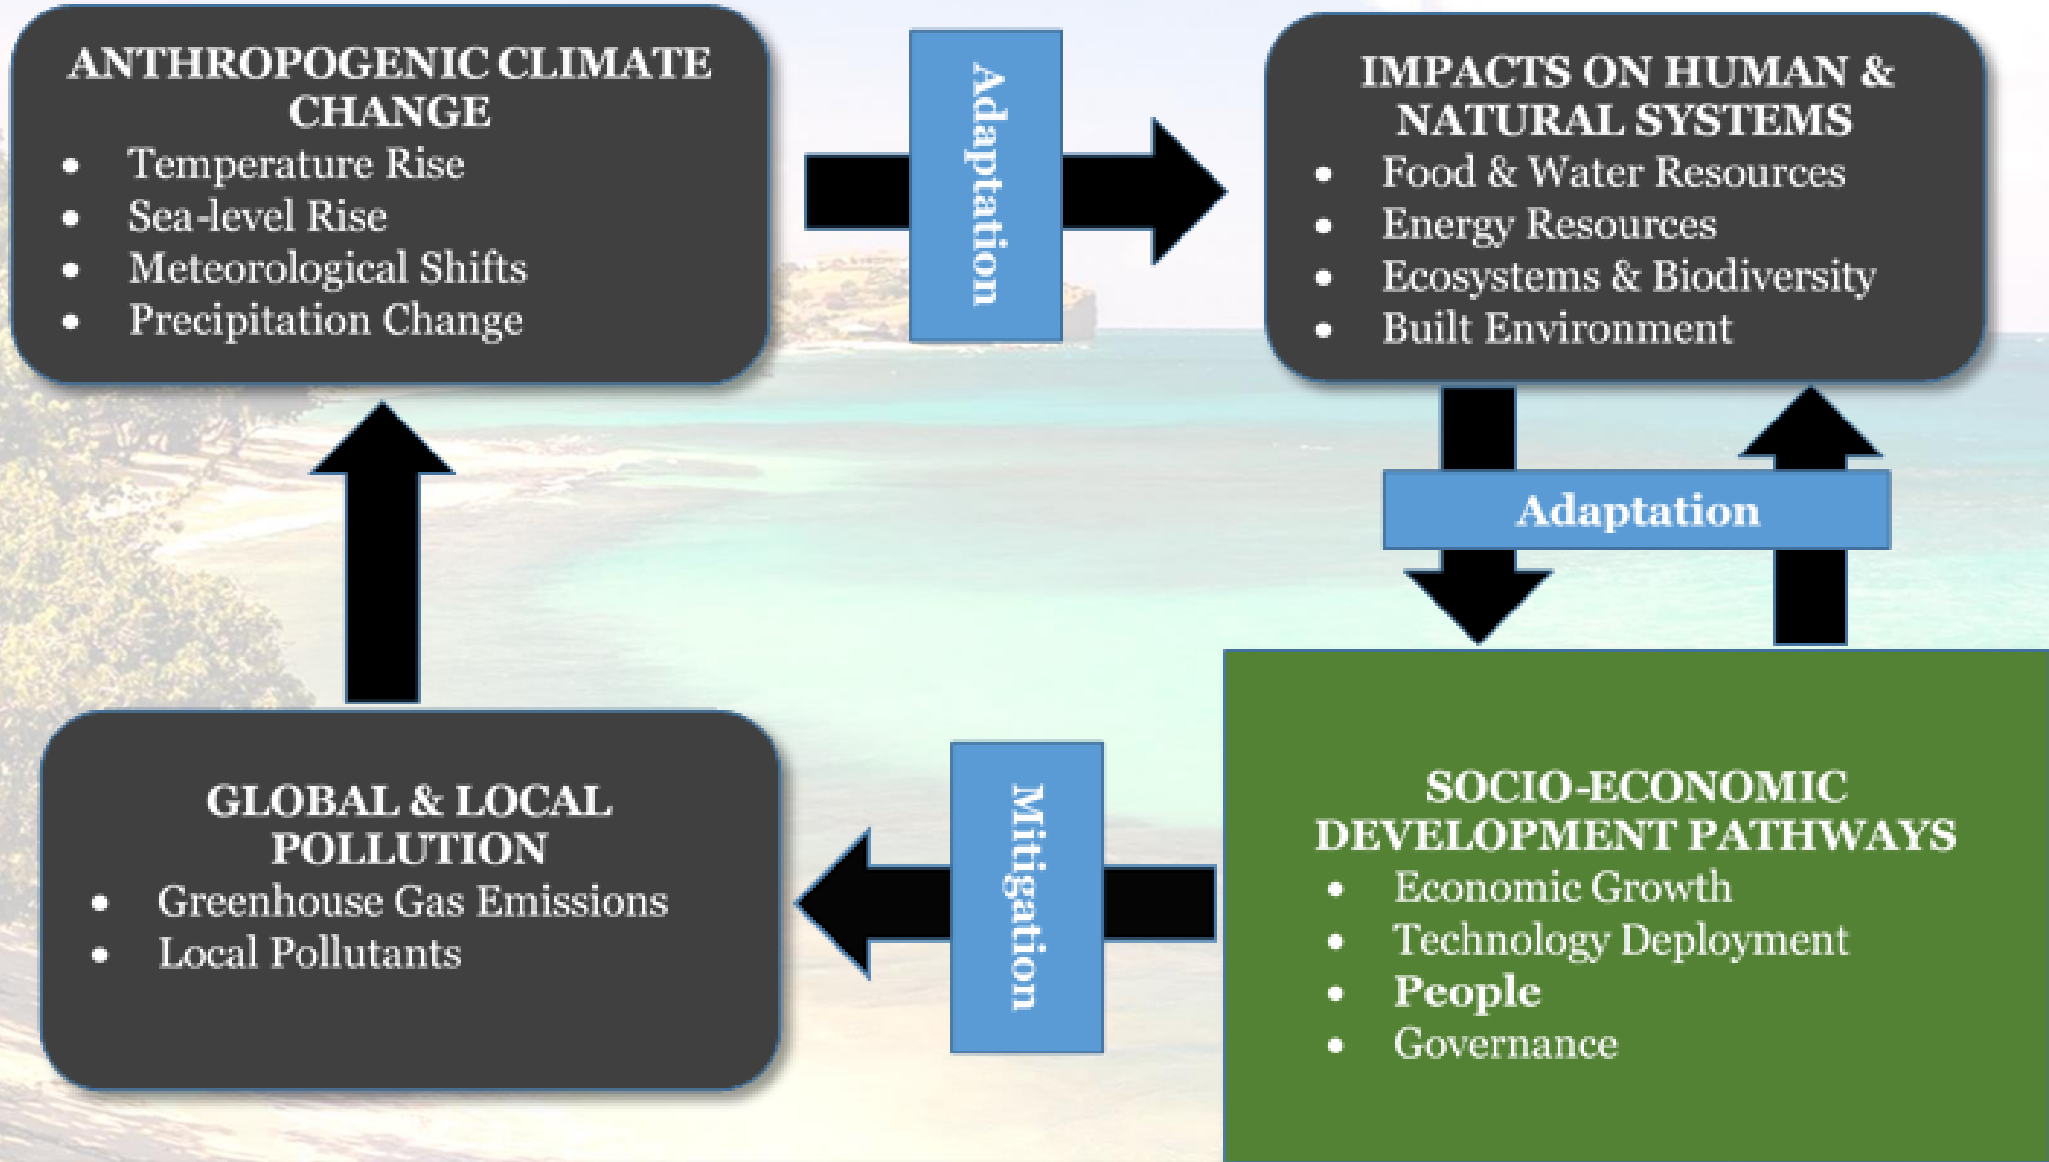 ANTHROPOGENIC CLIMATE
CHANGE
• Temperature Rise
• Sea-level Rise
• Meteorological Shifts
• Precipitation Change
Adaptation
IMPACTS ON HUMAN &
NATURAL SYSTEMS
• Food & Water Resources
• Energy Resources
• Ecosystems & Biodiversity
• Built Environment
Adaptation
GLOBAL & LOCAL
POLLUTION
• Greenhouse Gas Emissions
• Local Pollutants
Mitigation
SOCIO-ECONOMIC
DEVELOPMENT PATHWAYS
• Economic Growth
• Technology Deployment
• People
• Governance